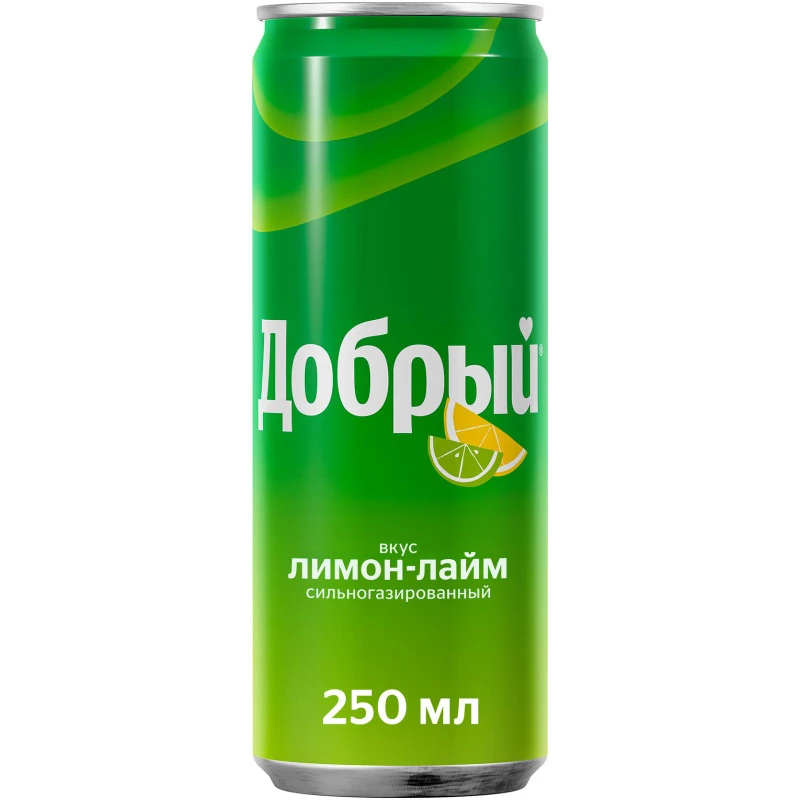 Добрый®
вкус
лимон-лайм
сильногазированный
250 мл